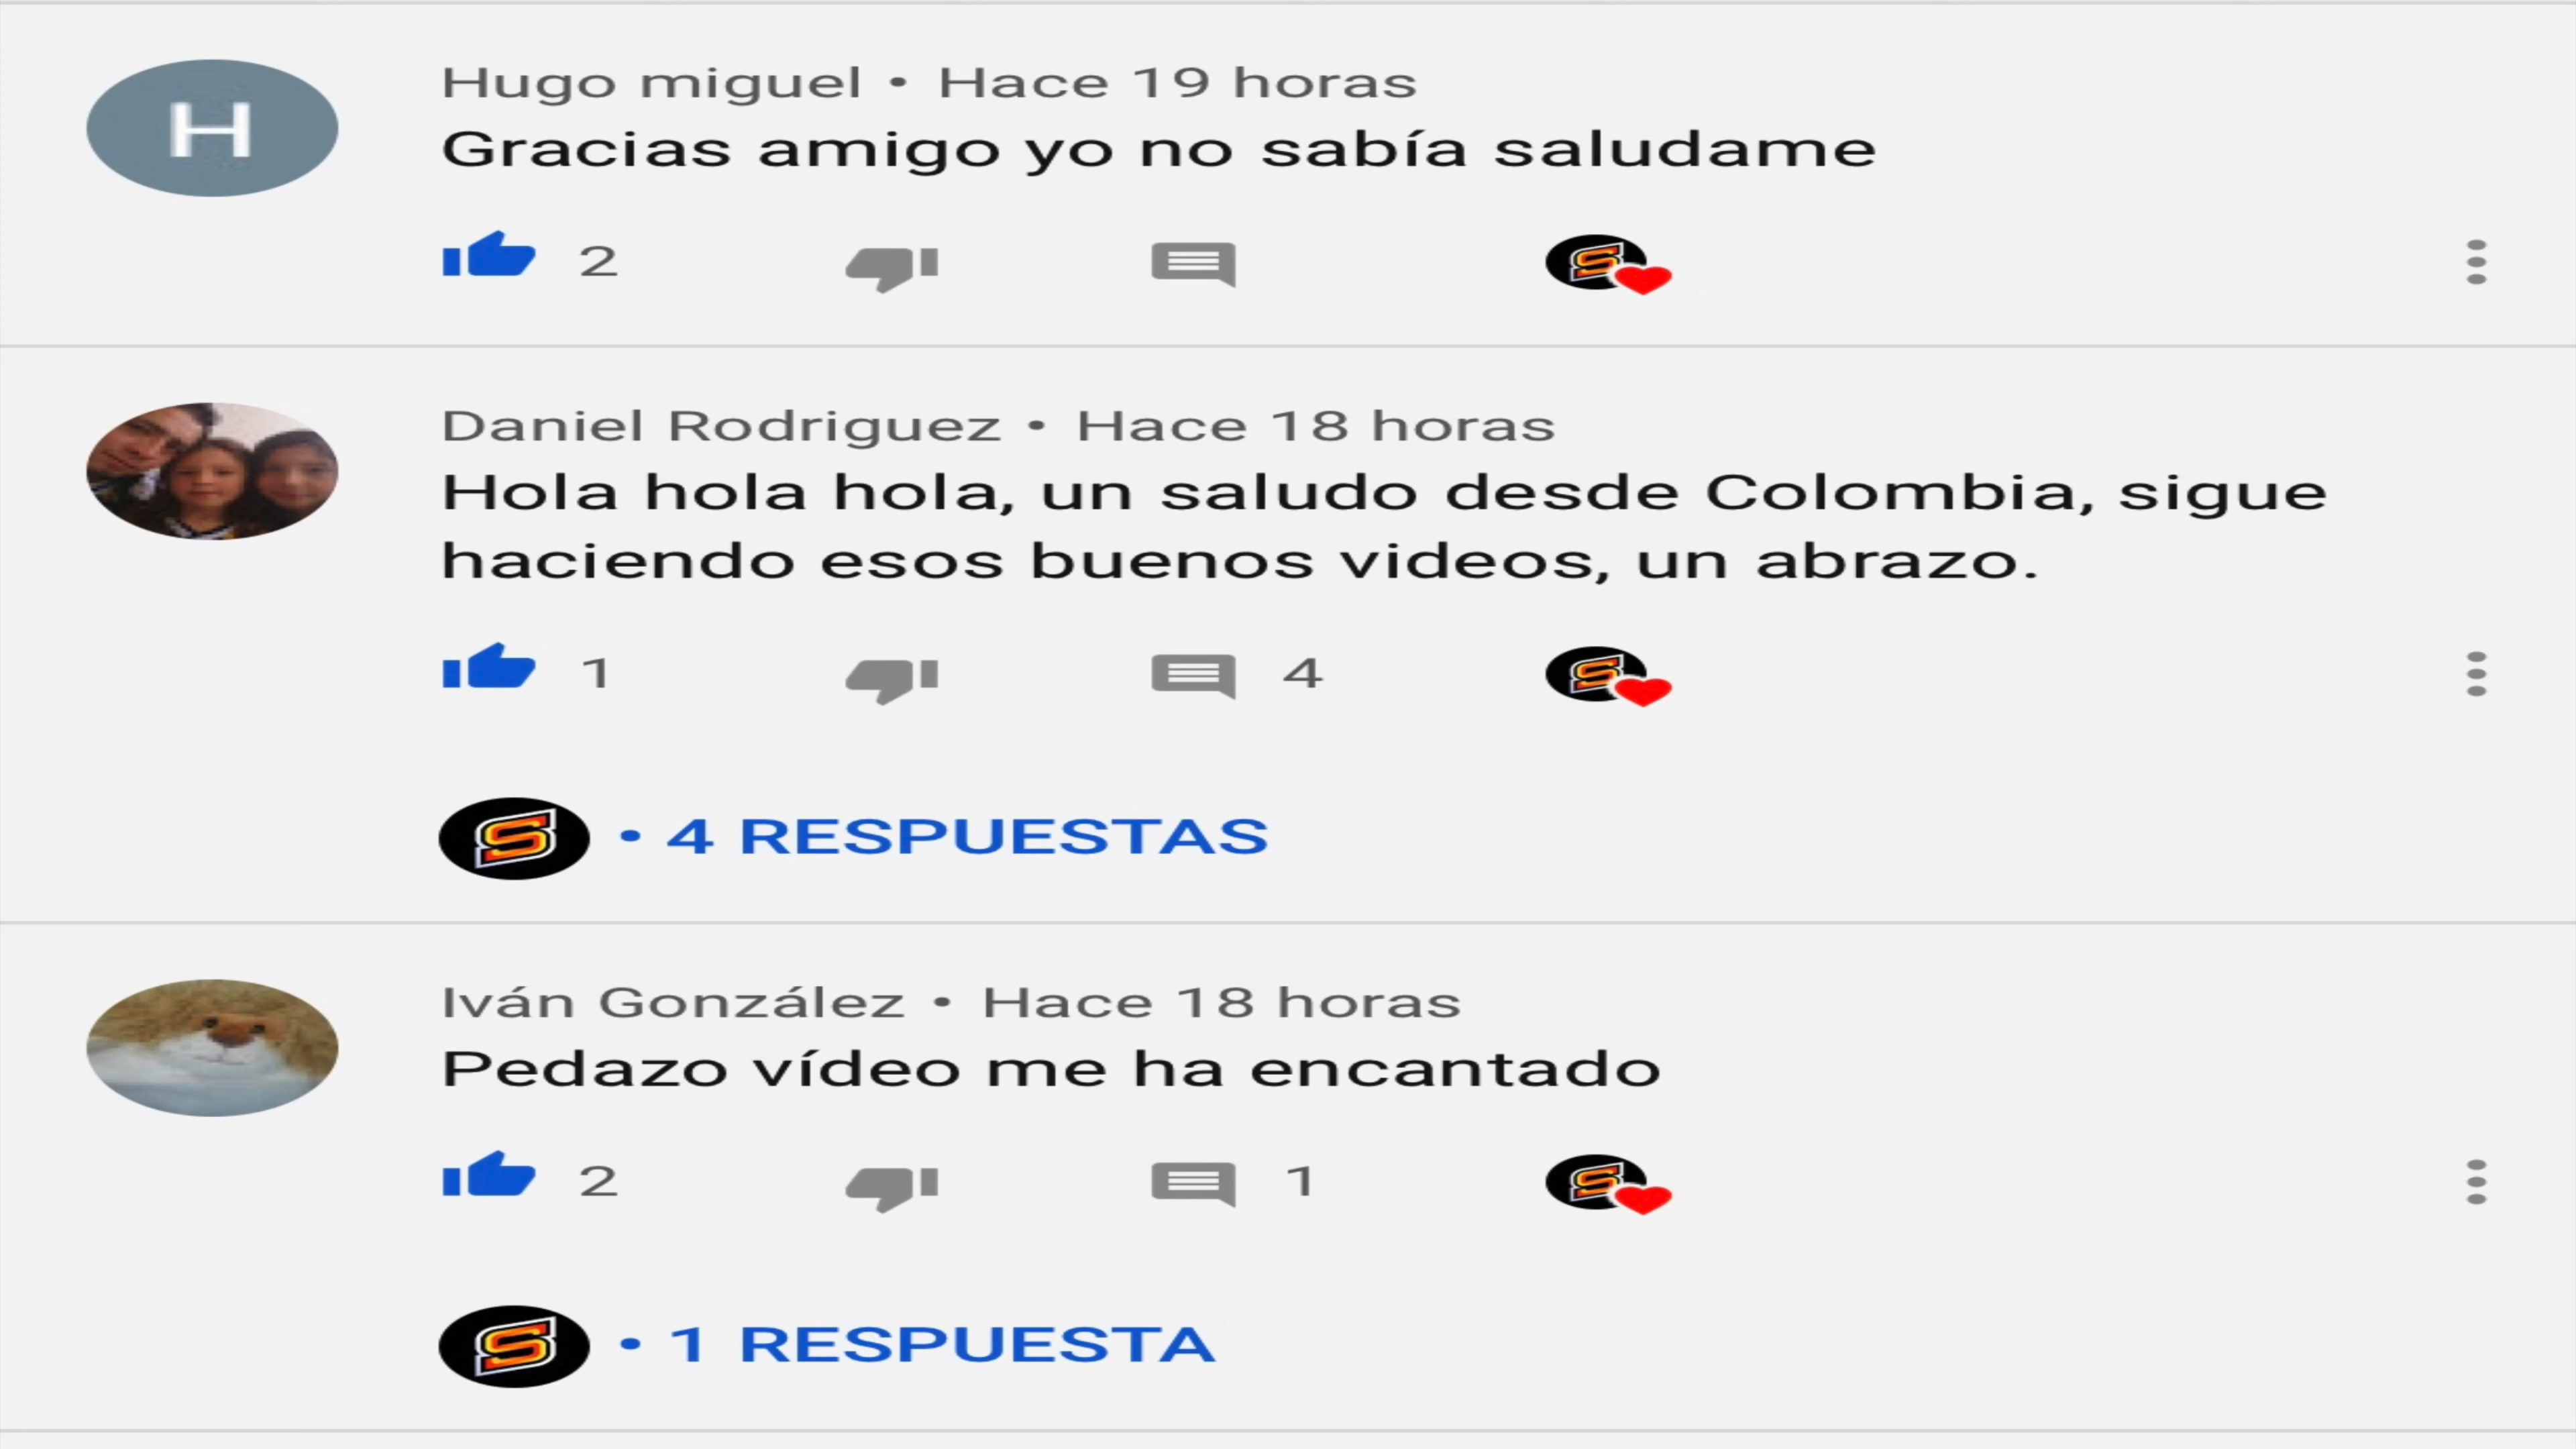 H
Hugo miguel • Hace 19 horas
Gracias amigo yo no sabía saludame
2
S
Daniel Rodriguez • Hace 18 horas
Hola hola hola, un saludo desde Colombia, sigue
haciendo esos buenos videos, un abrazo.
1 4
S
S • 4 RESPUESTAS
Iván González • Hace 18 horas
Pedazo vídeo me ha encantado
2 1
S
S • 1 RESPUESTA